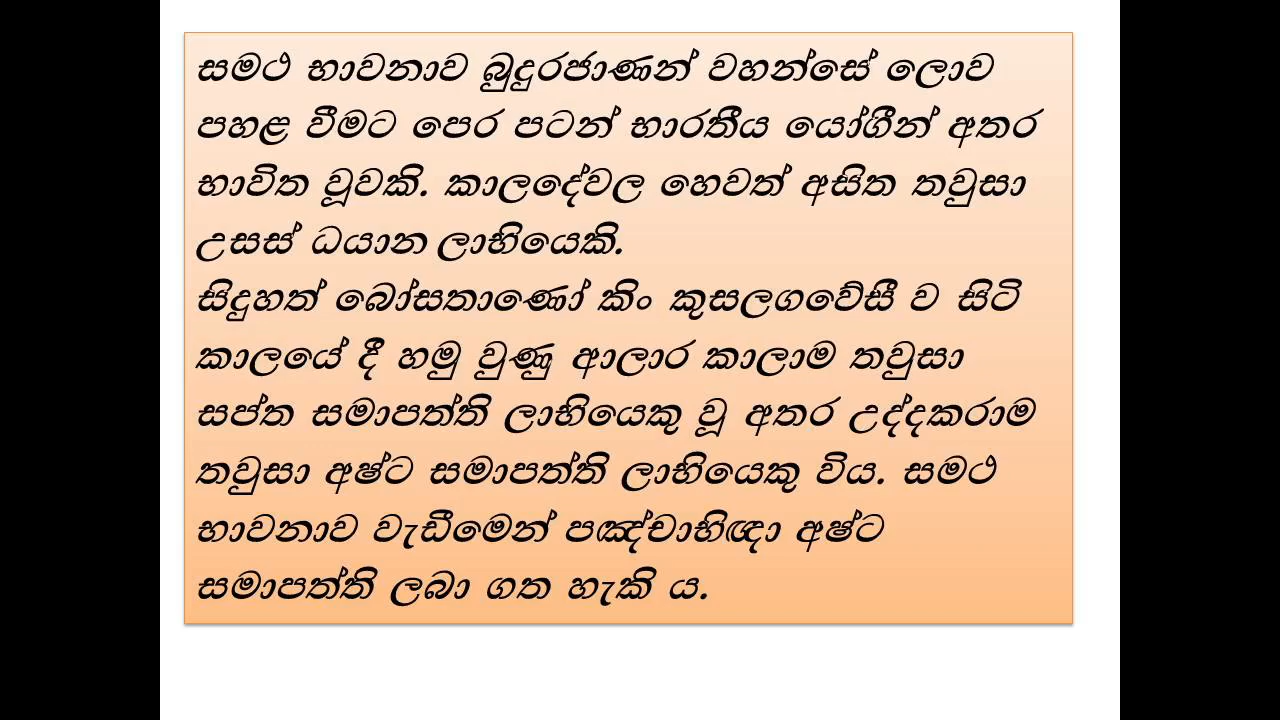 සමථ භාවනාව බුදුරජාණන් වහන්සේ ලොව
පහළ වීමට පෙර පටන් භාරතීය යෝගීන් අතර
භාවිත වූවකි. කාලදේවල හෙවත් අසිත තවුසා
උසස් ධයාන ලාභියෙකි.
සිදුහත් බෝසතාණෝ කිං කුසලගවේසී ව සිටි
කාලයේ දී හමු වුණු ආලාර කාලාම තවුසා
සප්ත සමාපත්ති ලාභියෙකු වූ අතර උද්දකරාම
තවුසා අෂ්ට සමාපත්ති ලාභියෙකු විය. සමථ
භාවනාව වැඩීමෙන් පඤ්චාභිඥා අෂ්ට
සමාපත්ති ලබා ගත හැකි ය.